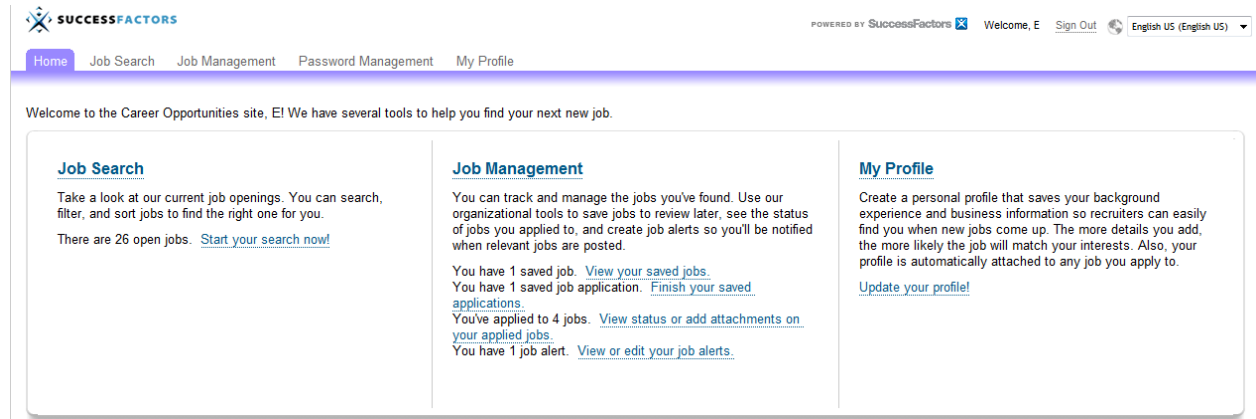 SUCCESSFACTORS
POWERED BY SuccessFactors Welcome, E Sign Out English US (English US)
Home Job Search Job Management Password Management My Profile
Welcome to the Career Opportunities site, E! We have several tools to help you find your next new job.
Job Search
Take a look at our current job openings. You can search,
filter, and sort jobs to find the right one for you.
There are 26 open jobs. Start your search now!
Job Management
You can track and manage the jobs you've found. Use our
organizational tools to save jobs to review later, see the status
of jobs you applied to, and create job alerts so you'll be notified
when relevant jobs are posted.
You have 1 saved job. View your saved jobs.
You have 1 saved job application. Finish your saved
applications.
You've applied to 4 jobs. View status or add attachments on
your applied jobs.
You have 1 job alert. View or edit your job alerts.
My Profile
Create a personal profile that saves your background
experience and business information so recruiters can easily
find you when new jobs come up. The more details you add,
the more likely the job will match your interests. Also, your
profile is automatically attached to any job you apply to.
Update your profile!